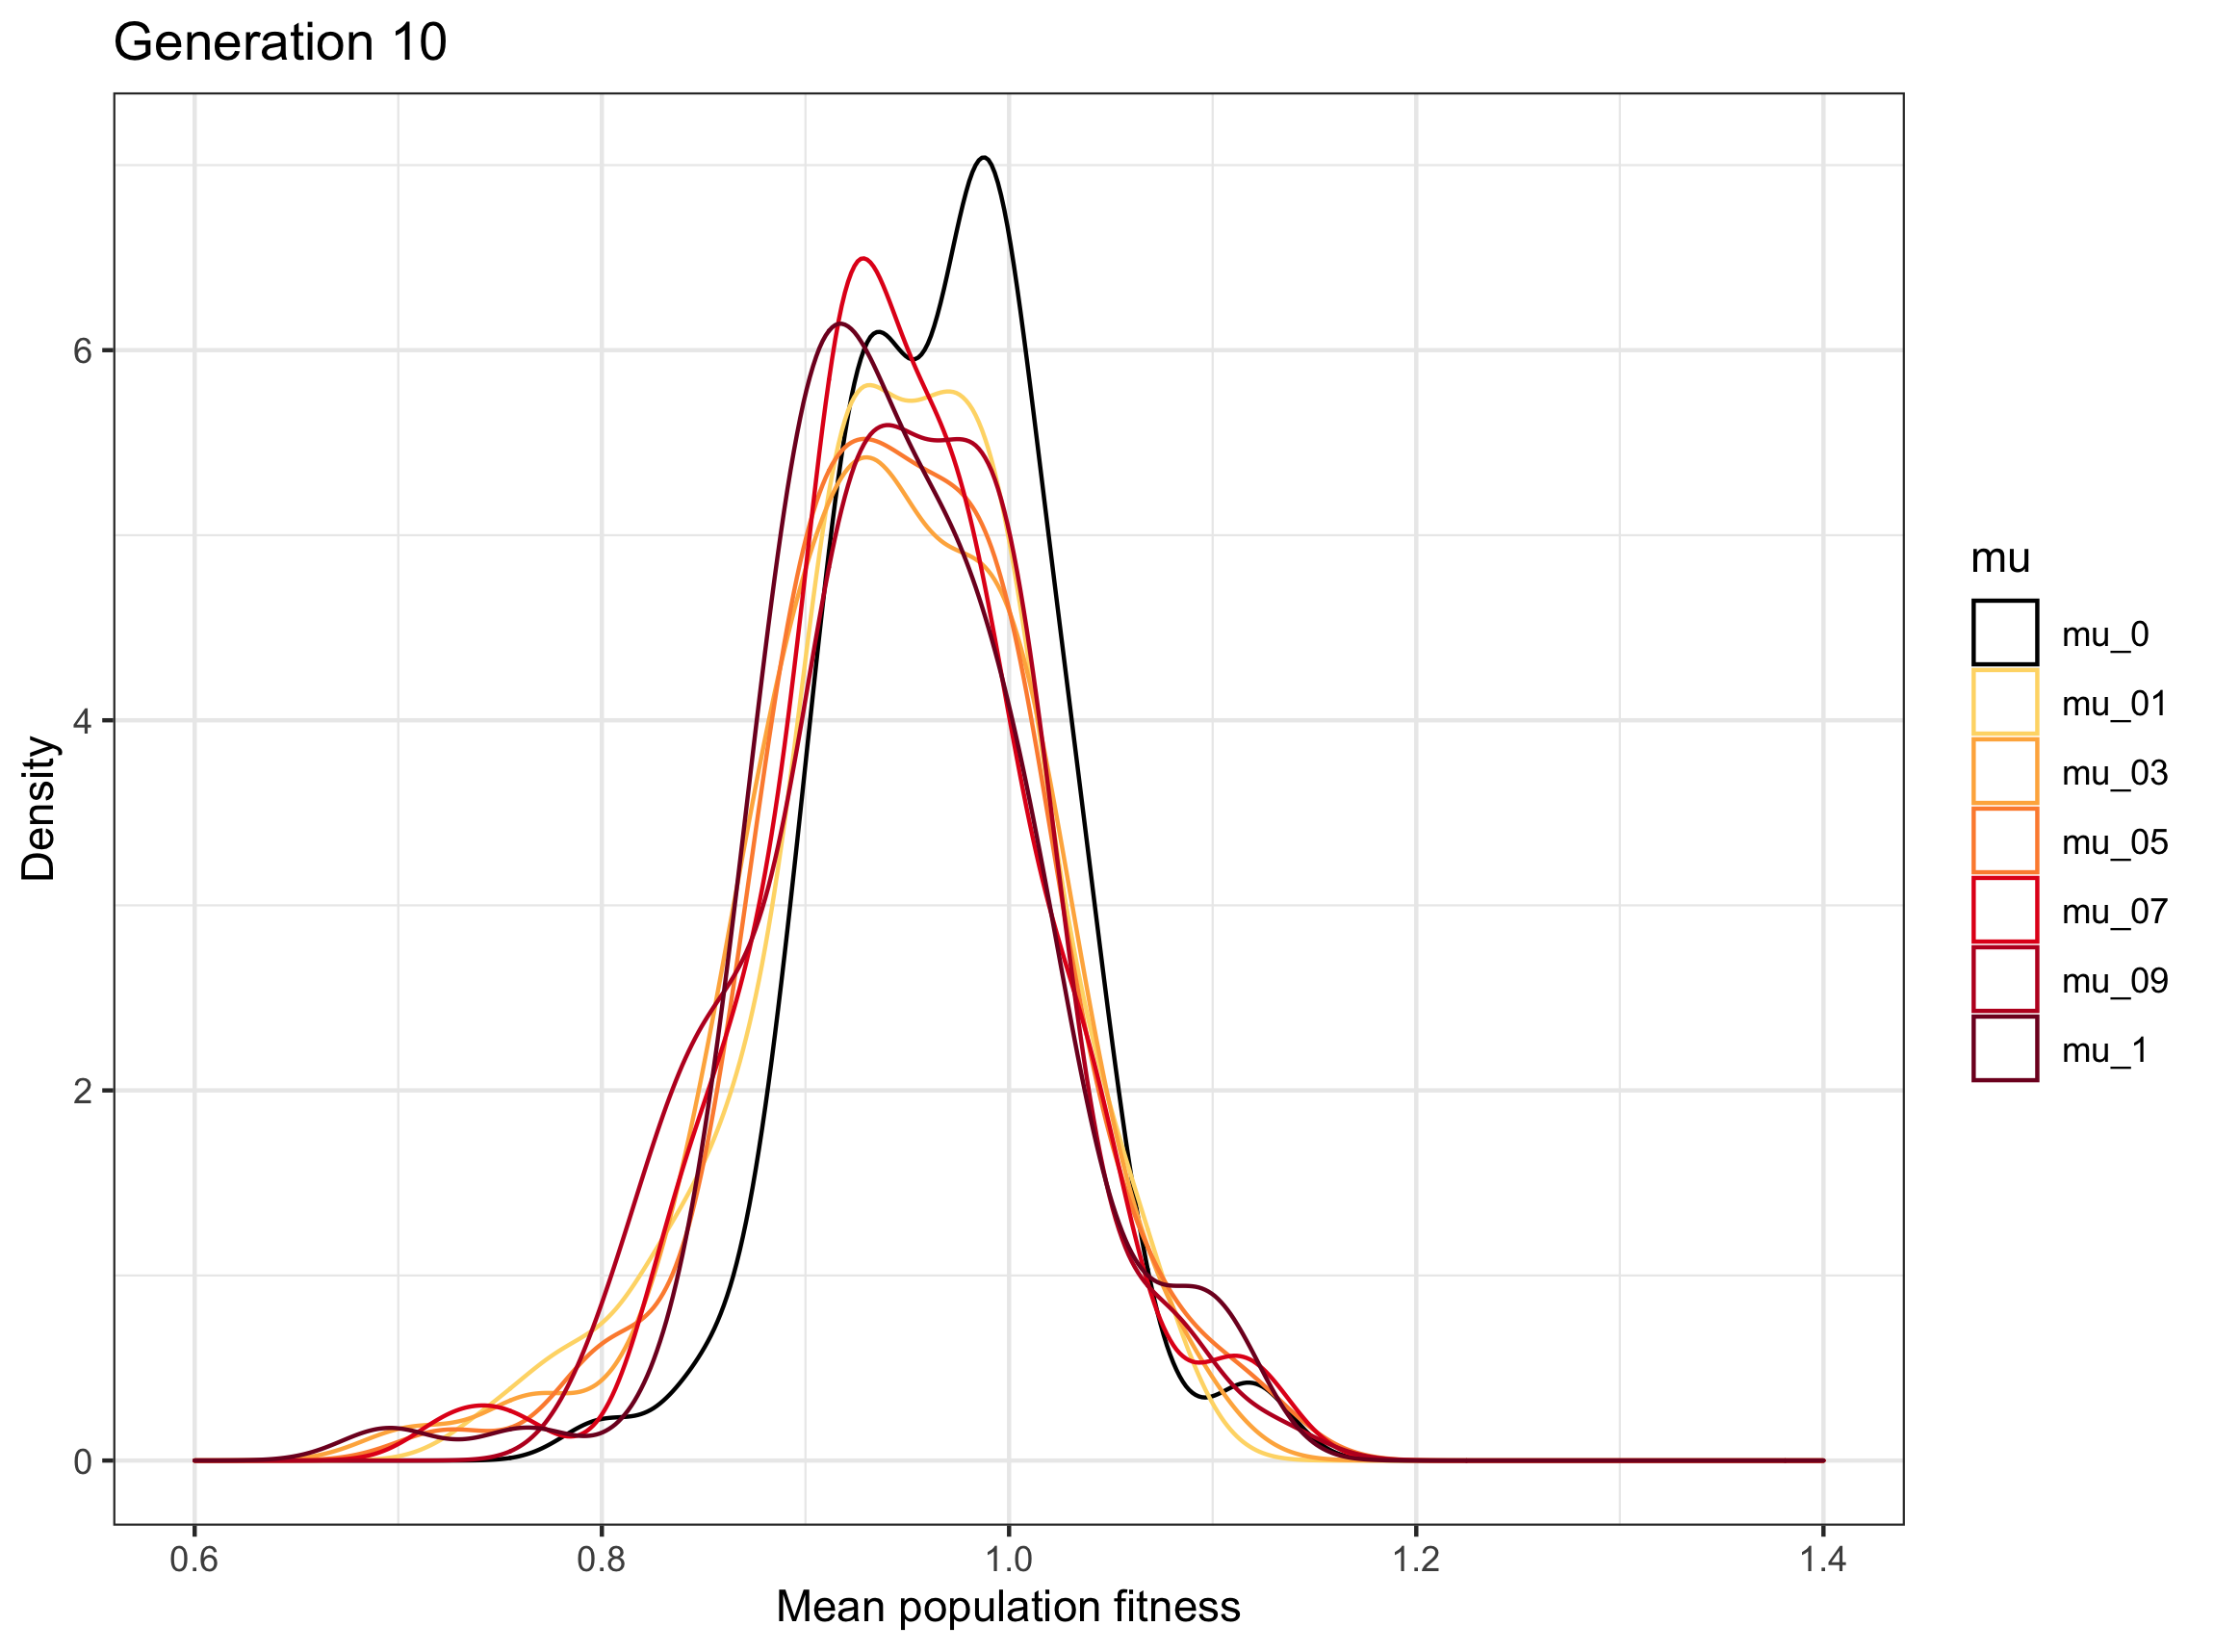 Generation 10
6
4
2
0
Density
0.6
0.8
1.0
1.2
1.4
Mean population fitness
mu
mu_0
mu_01
mu_03
mu_05
mu_07
mu_09
mu_1